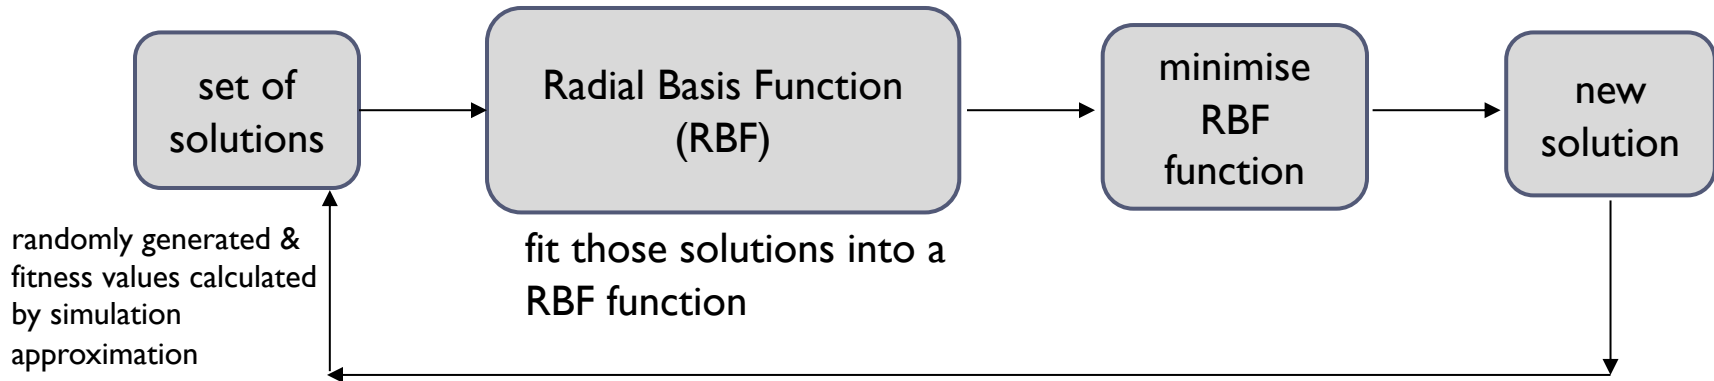 set of
solutions
Radial Basis Function
(RBF)
minimise
RBF
function
new
solution
randomly generated &
fitness values calculated
by simulation
approximation
fit those solutions into a
RBF function